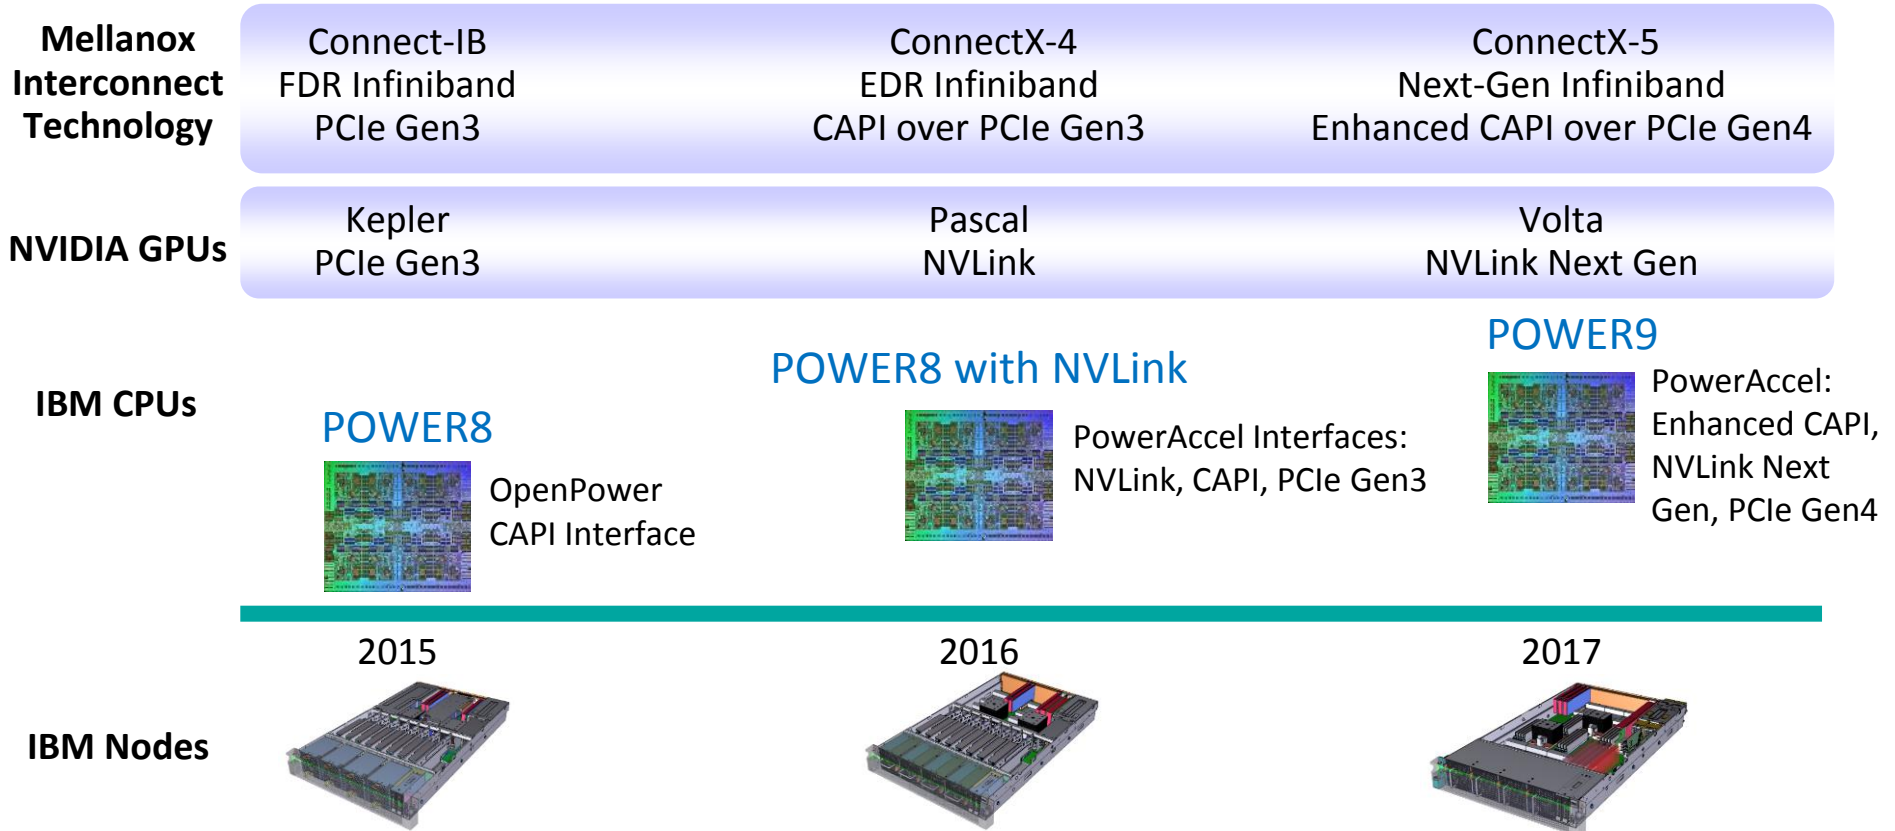 Mellanox
Interconnect
Technology
Connect-IB
FDR Infiniband
PCIe Gen3
ConnectX-4
EDR Infiniband
CAPI over PCIe Gen3
ConnectX-5
Next-Gen Infiniband
Enhanced CAPI over PCIe Gen4
NVIDIA GPUs
Kepler
PCIe Gen3
Pascal
NVLink
Volta
NVLink Next Gen
IBM CPUs
POWER8
OpenPower
CAPI Interface
POWER8 with NVLink
PowerAccel Interfaces:
NVLink, CAPI, PCIe Gen3
POWER9
PowerAccel:
Enhanced CAPI,
NVLink Next
Gen, PCIe Gen4
2015
2016
2017
IBM Nodes